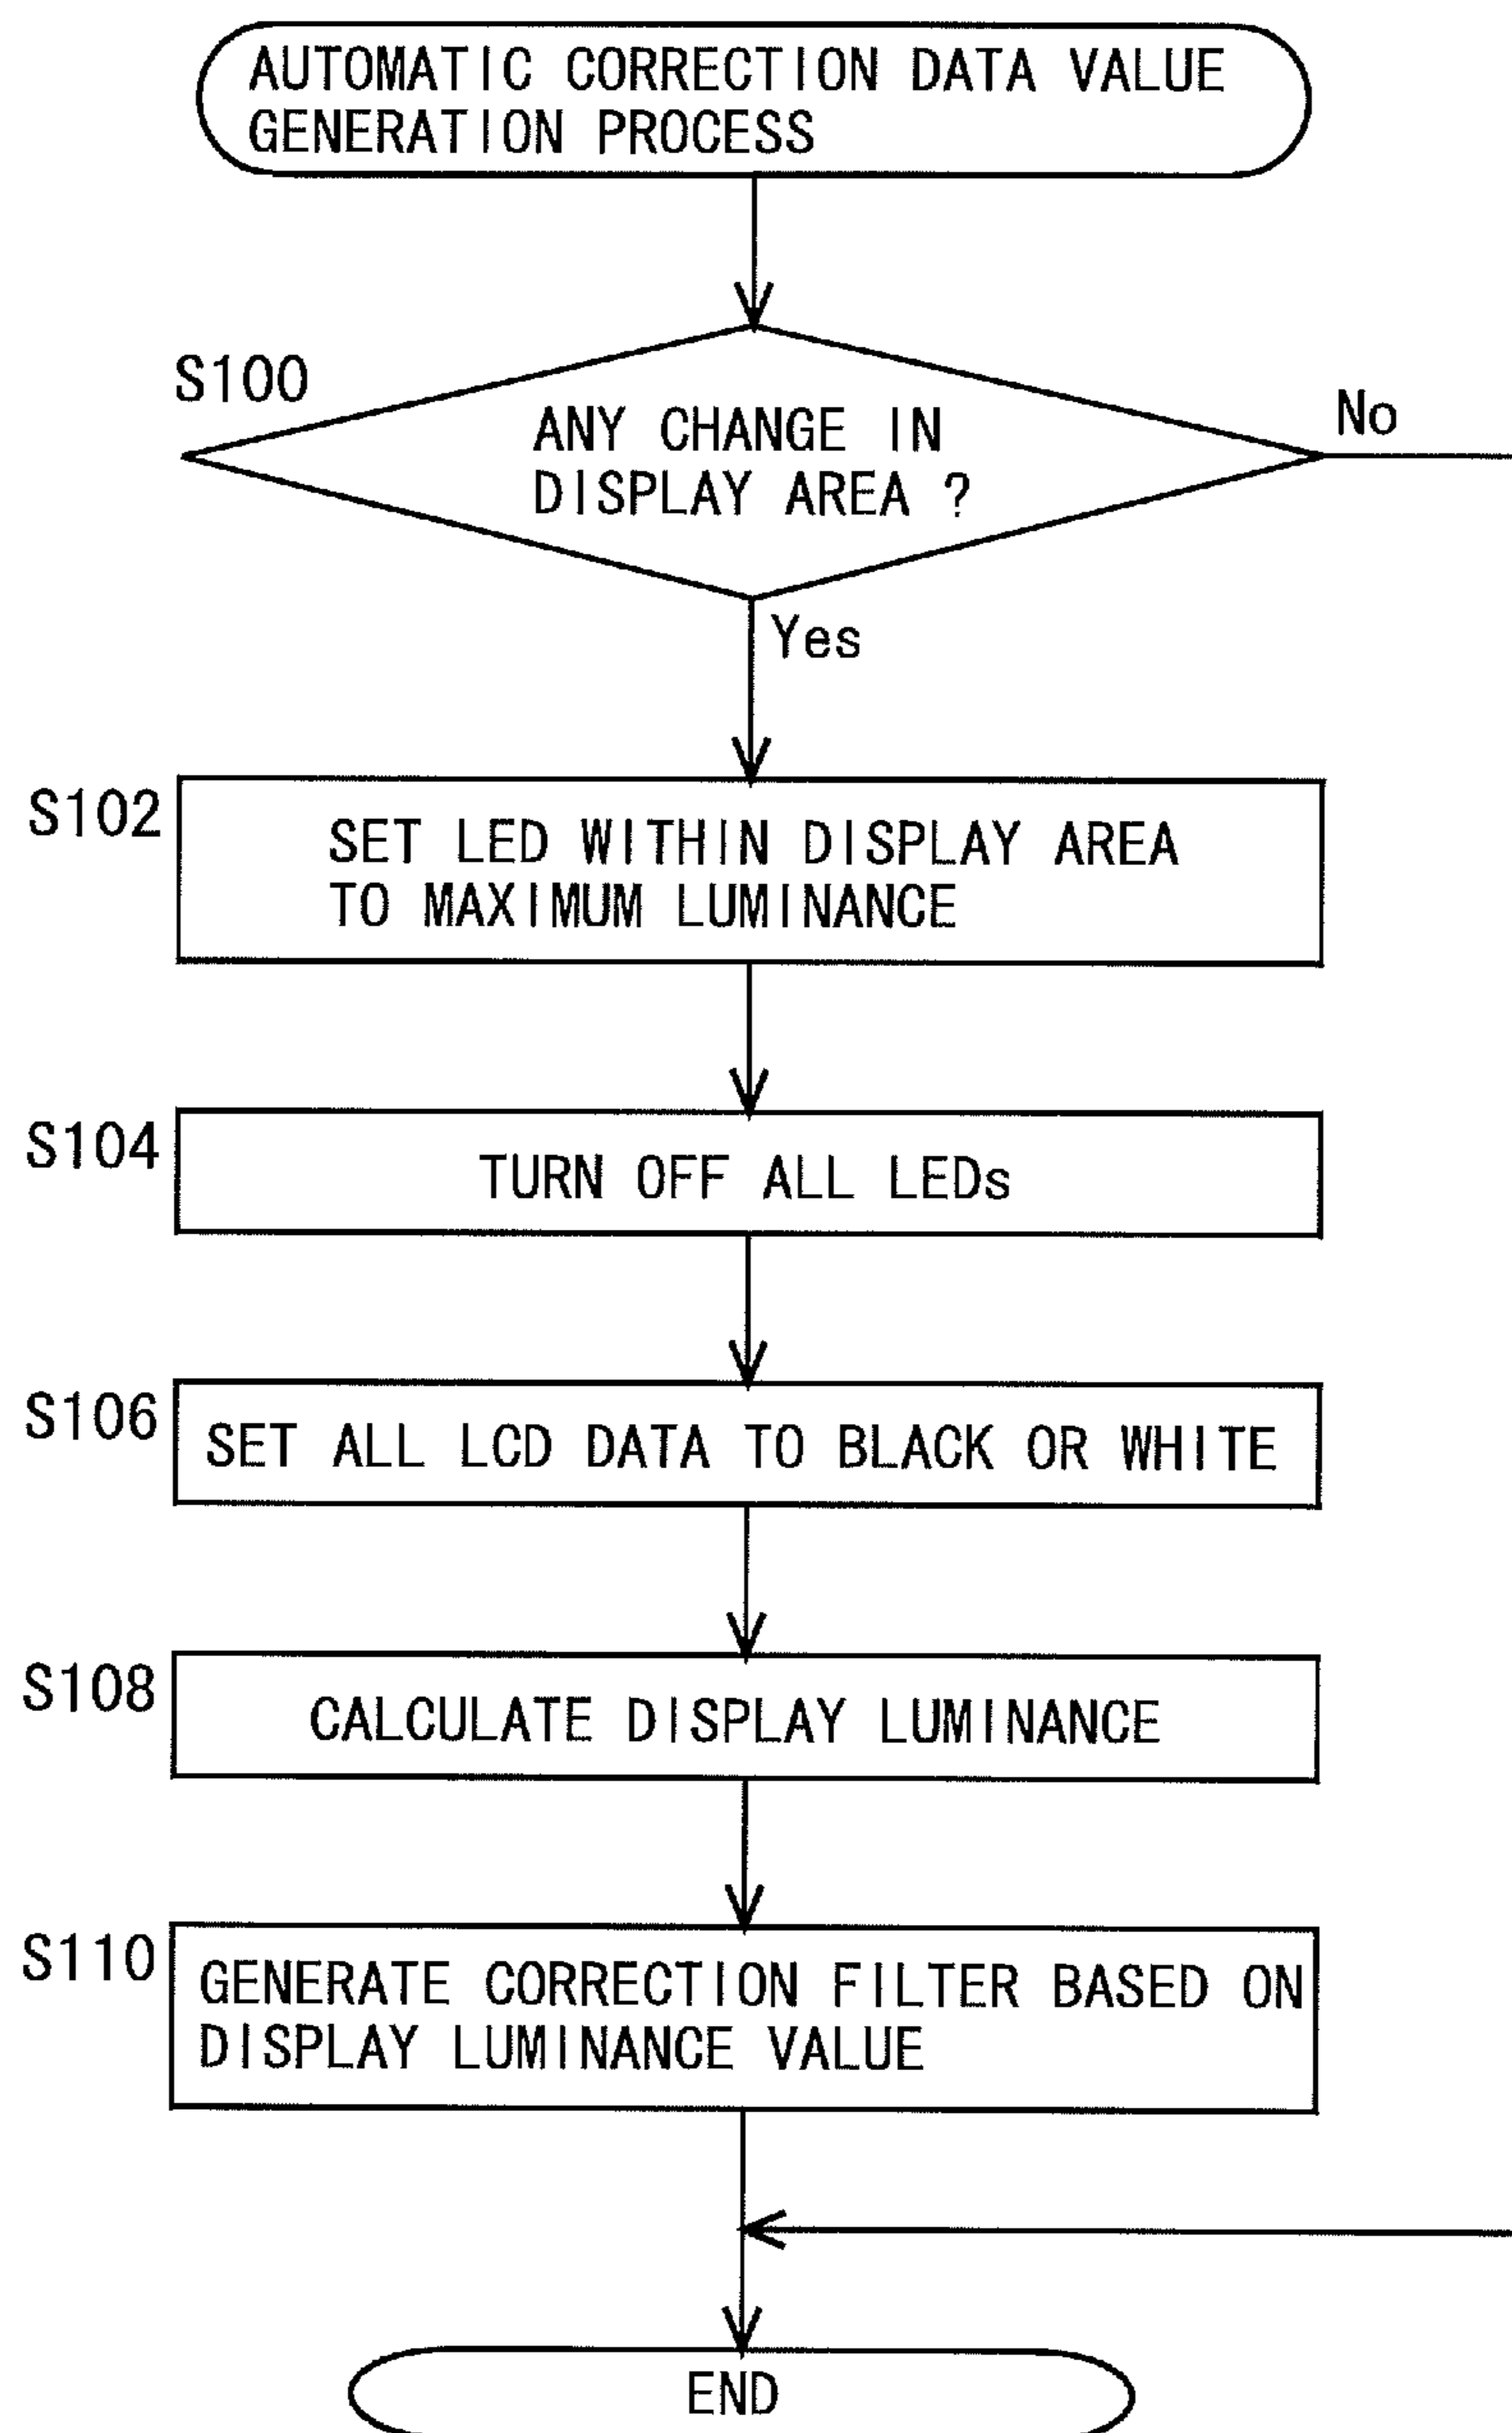 AUTOMATIC CORRECTION DATA VALUE
GENERATION PROCESS
S100
ANY CHANGE IN
DISPLAY AREA ?
No
Yes
S102
SET LED WITHIN DISPLAY AREA
TO MAXIMUM LUMINANCE
S104
TURN OFF ALL LEDs
S106
SET ALL LCD DATA TO BLACK OR WHITE
S108
CALCULATE DISPLAY LUMINANCE
S110
GENERATE CORRECTION FILTER BASED ON
DISPLAY LUMINANCE VALUE
END